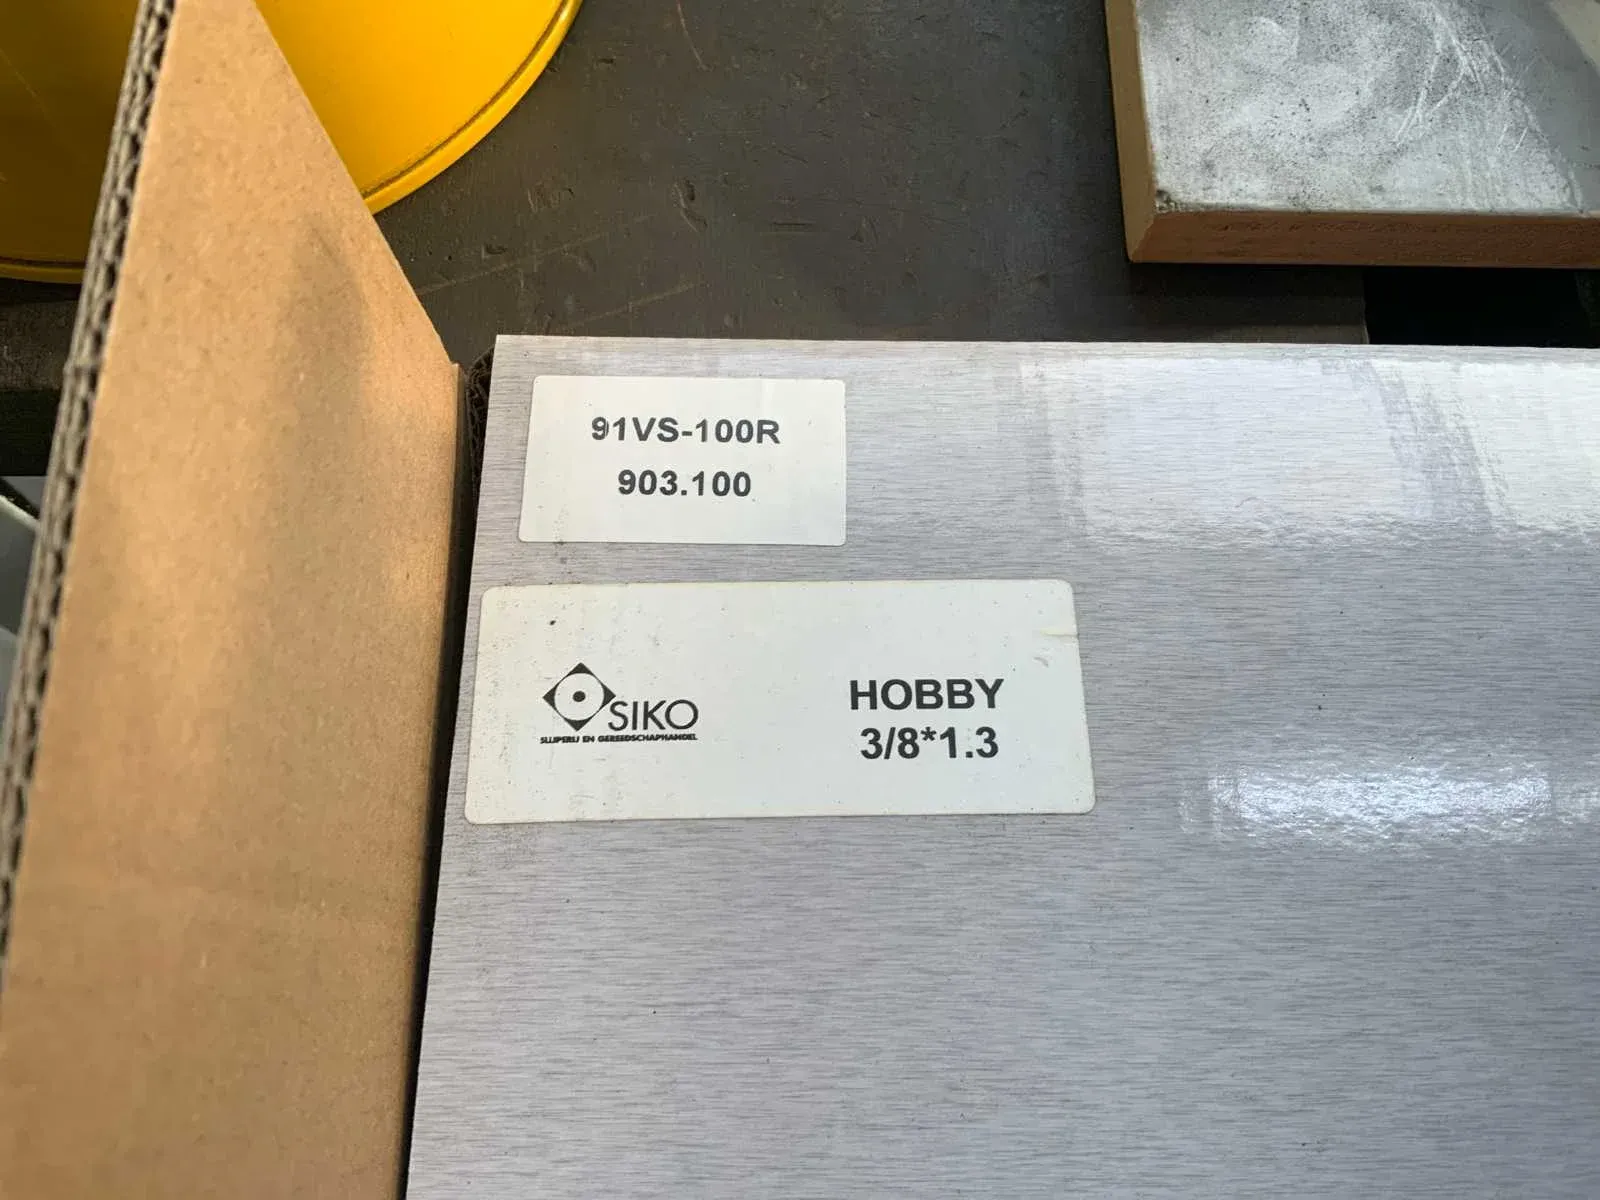 91VS-100R
903.100
SIKO
SLIJPERIJ EN GEREEDSCHAPHANDEL
HOBBY
3/8*1.3